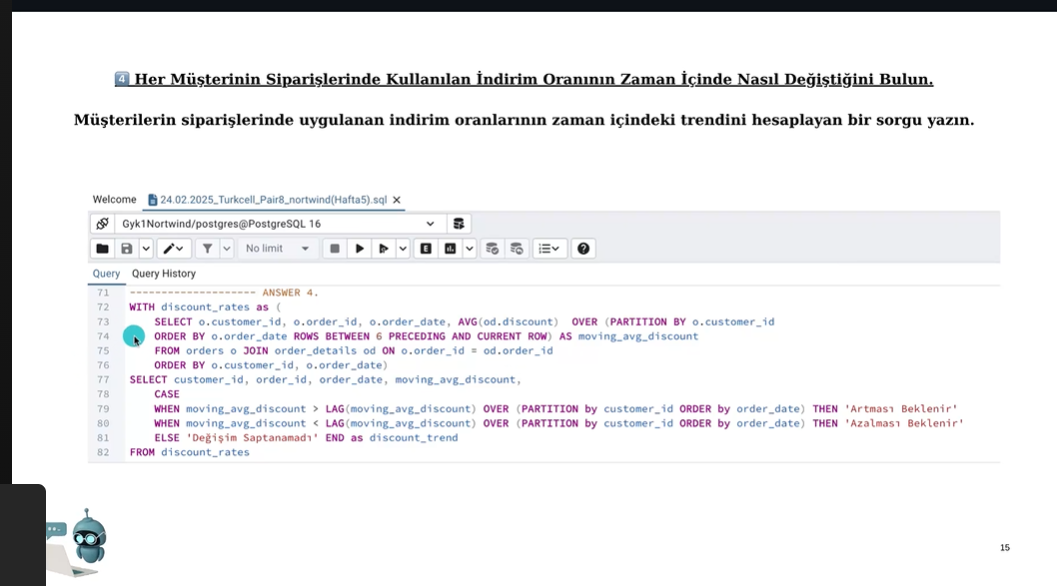 4 Her Müşterinin Siparişlerinde Kullanılan İndirim Oranının Zaman İçinde Nasıl Değiştiğini Bulun.
Müşterilerin siparişlerinde uygulanan indirim oranlarının zaman içindeki trendini hesaplayan bir sorgu yazın.
Welcome 24.02.2025_Turkcell_Pair8_nortwind(Hafta5).sql
Gyk1Nortwind/postgres@PostgreSQL 16
No limit E
Query Query History
71 -------------------- ANSWER 4.
72 WITH discount_rates as (
73 SELECT o.customer_id, o.order_id, o.order_date, AVG(od.discount) OVER (PARTITION BY o.customer_id
74 ORDER BY o.order_date ROWS BETWEEN 6 PRECEDING AND CURRENT ROW) AS moving_avg_discount
75 FROM orders o JOIN order_details od ON o.order_id = od.order_id
76 ORDER BY o.customer_id, o.order_date)
77 SELECT customer_id, order_id, order_date, moving_avg_discount,
78 CASE
79 WHEN moving_avg_discount > LAG(moving_avg_discount) OVER (PARTITION by customer_id ORDER by order_date) THEN 'Artması Beklenir'
80 WHEN moving_avg_discount < LAG(moving_avg_discount) OVER (PARTITION by customer_id ORDER by order_date) THEN 'Azalması Beklenir'
81 ELSE 'Değişim Saptanamadı' END as discount_trend
82 FROM discount_rates
15